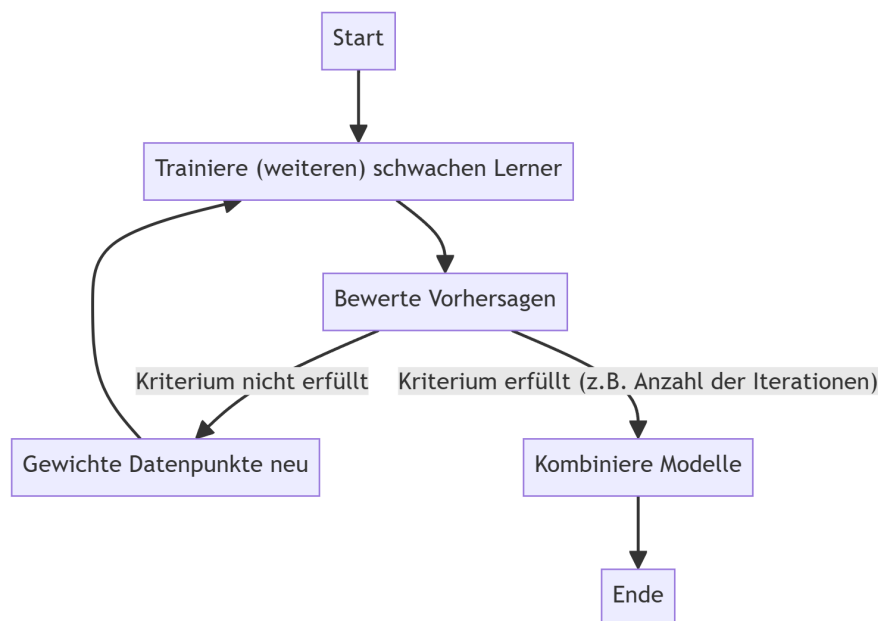 Start
Trainiere (weiteren) schwachen Lerner
Bewerte Vorhersagen
Kriterium nicht erfüllt
Kriterium erfüllt (z.B. Anzahl der Iterationen)
Gewichte Datenpunkte neu
Kombiniere Modelle
Ende